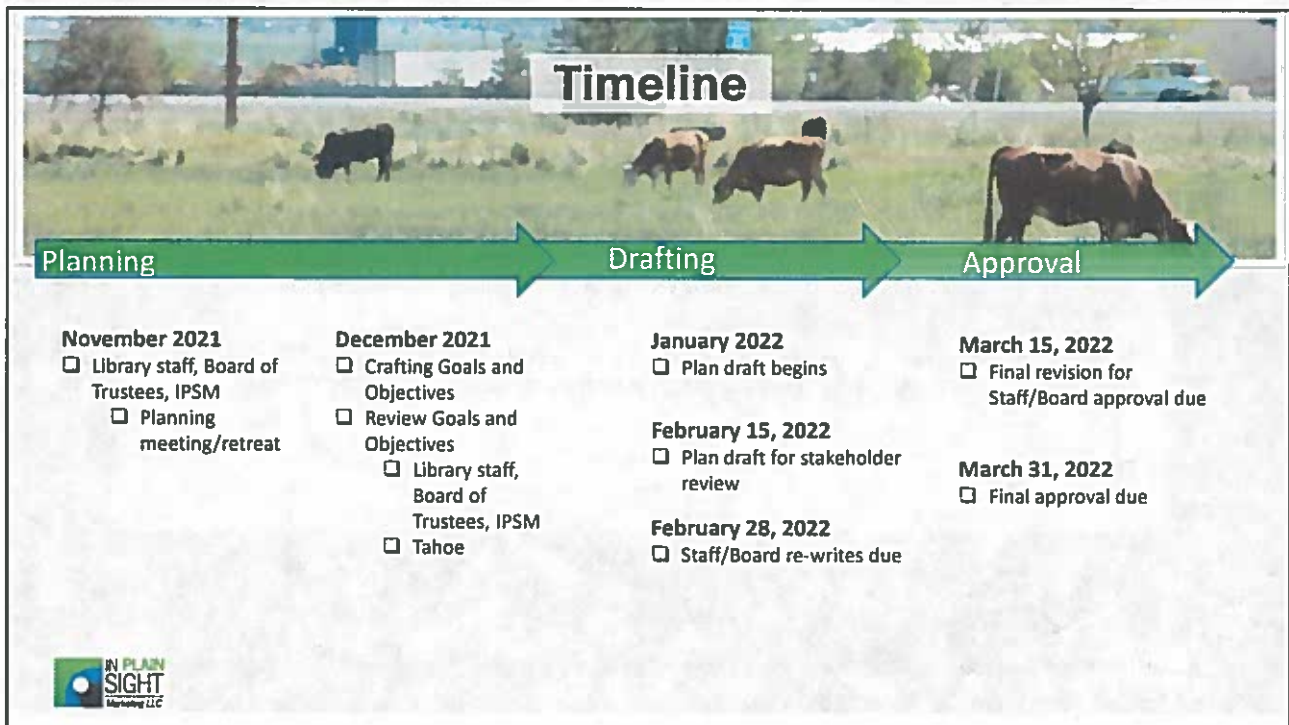 Timeline
Planning
Drafting
Approval
November 2021
❑ Library staff, Board of
Trustees, IPSM
❑ Planning
meeting/retreat
December 2021
❑ Crafting Goals and
Objectives
❑ Review Goals and
Objectives
❑ Library staff,
Board of
Trustees, IPSM
❑ Tahoe
January 2022
❑ Plan draft begins
February 15, 2022
❑ Plan draft for stakeholder
review
February 28, 2022
❑ Staff/Board re-writes due
March 15, 2022
❑ Final revision for
Staff/Board approval due
March 31, 2022
❑ Final approval due
IN PLAIN
SIGHT
Marketing LLC